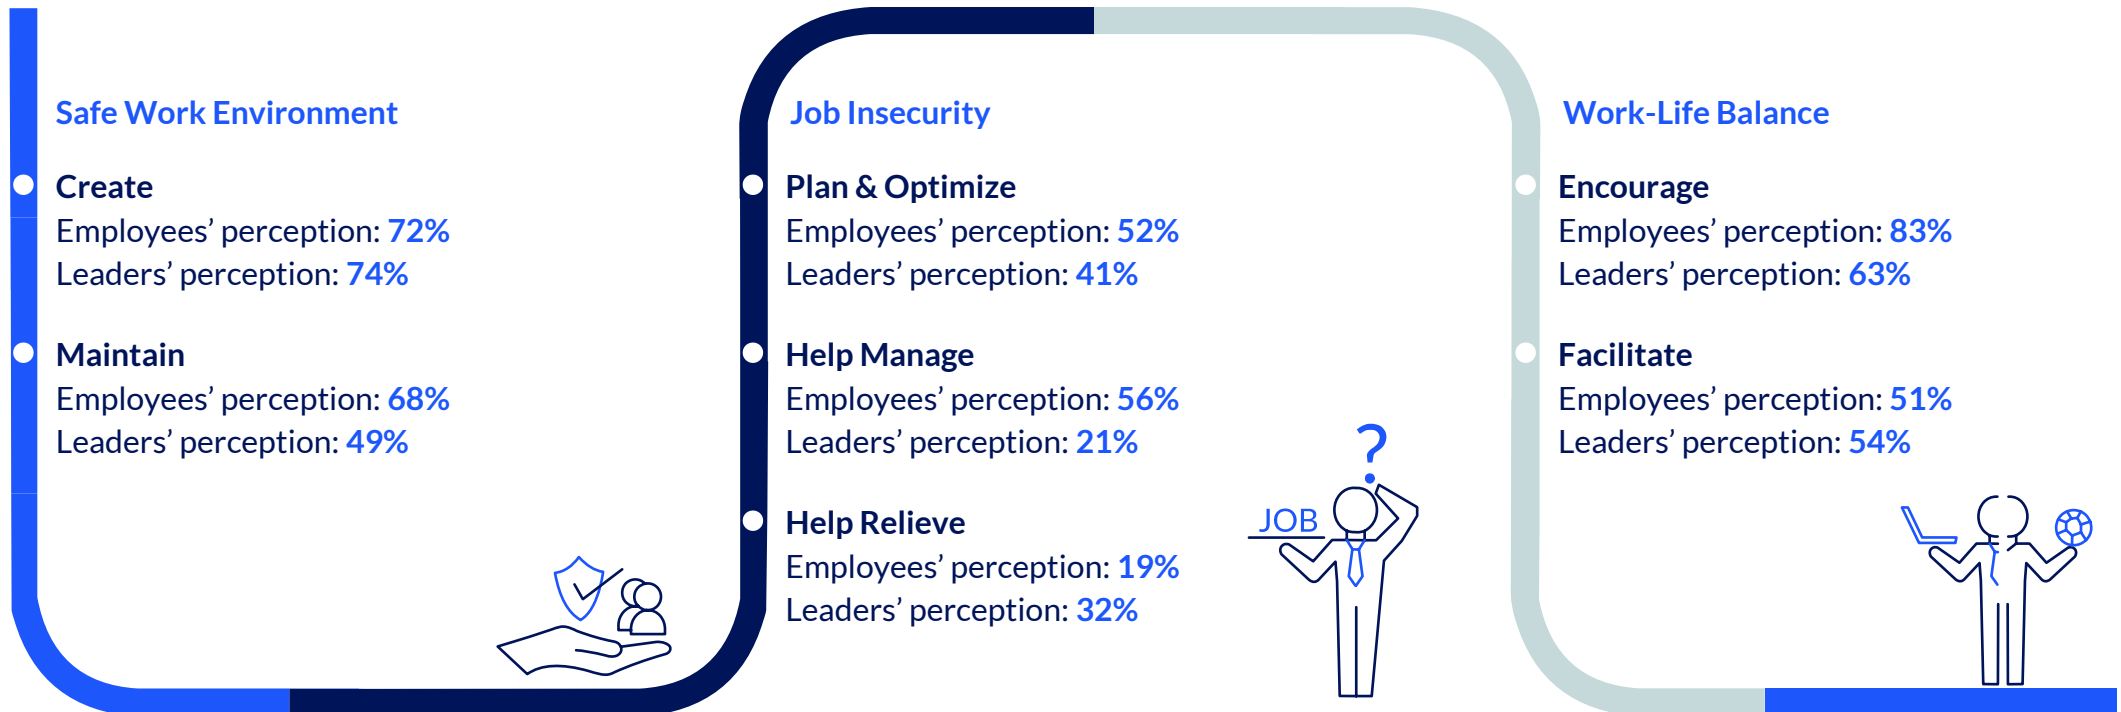 Safe Work Environment
Create
Employees’ perception: 72%
Leaders’ perception: 74%
Maintain
Employees’ perception: 68%
Leaders’ perception: 49%
Job Insecurity
Plan & Optimize
Employees’ perception: 52%
Leaders’ perception: 41%
Help Manage
Employees’ perception: 56%
Leaders’ perception: 21%
Help Relieve
Employees’ perception: 19%
Leaders’ perception: 32%
?
JOB
Work-Life Balance
Encourage
Employees’ perception: 83%
Leaders’ perception: 63%
Facilitate
Employees’ perception: 51%
Leaders’ perception: 54%